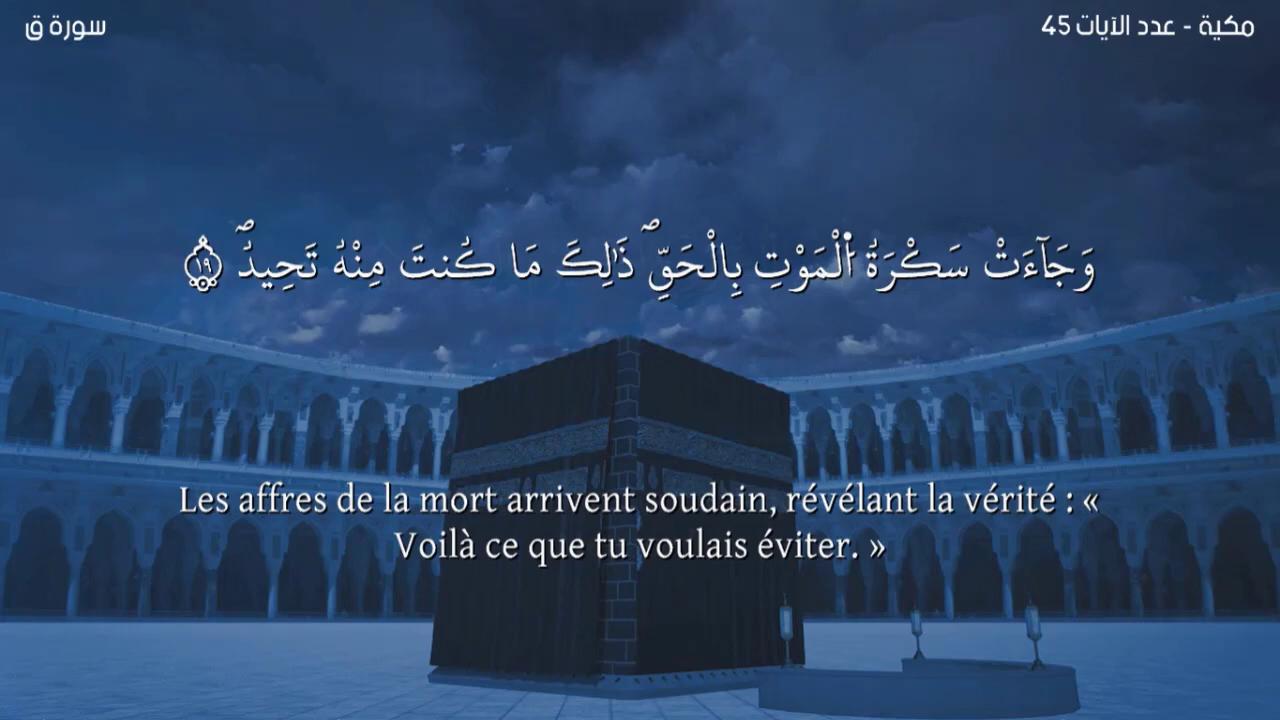 سورة ق
مكية - عدد الآيات 45
وَجَآءَتْ سَكْرَةُ ٱلْمَوْتِ بِٱلْحَقِّ ۖ ذَٰلِكَ مَا كُنتَ مِنْهُ تَحِيدُ ۖ ۝١٩
Les affres de la mort arrivent soudain, révélant la vérité : «
Voilà ce que tu voulais éviter. »